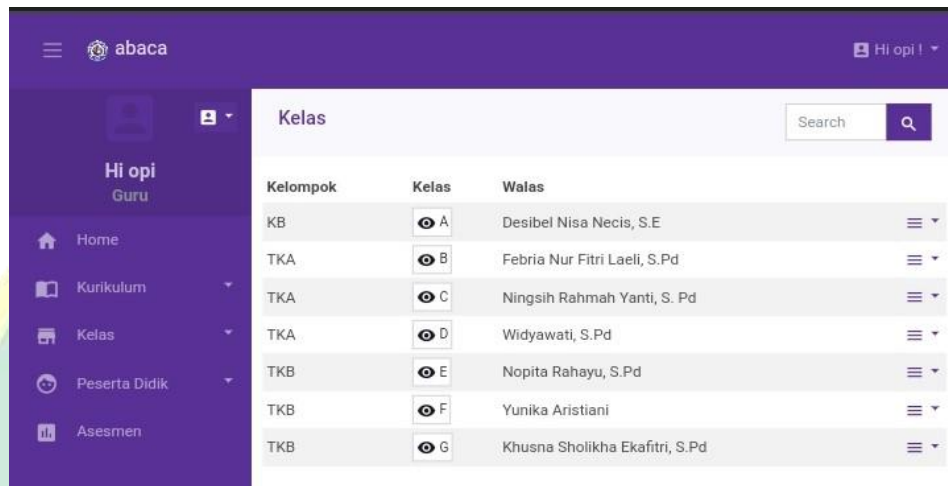 abaca
Hi opi !
Hi opi
Guru
Home
Kurikulum
Kelas
Peserta Didik
Asesmen
Kelas
Search
Kelompok Kelas Walas
KB A Desibel Nisa Necis, S.E
TKA B Febria Nur Fitri Laeli, S.Pd
TKA C Ningsih Rahmah Yanti, S. Pd
TKA D Widyawati, S.Pd
TKB E Nopita Rahayu, S.Pd
TKB F Yunika Aristiani
TKB G Khusna Sholikha Ekafitri, S.Pd